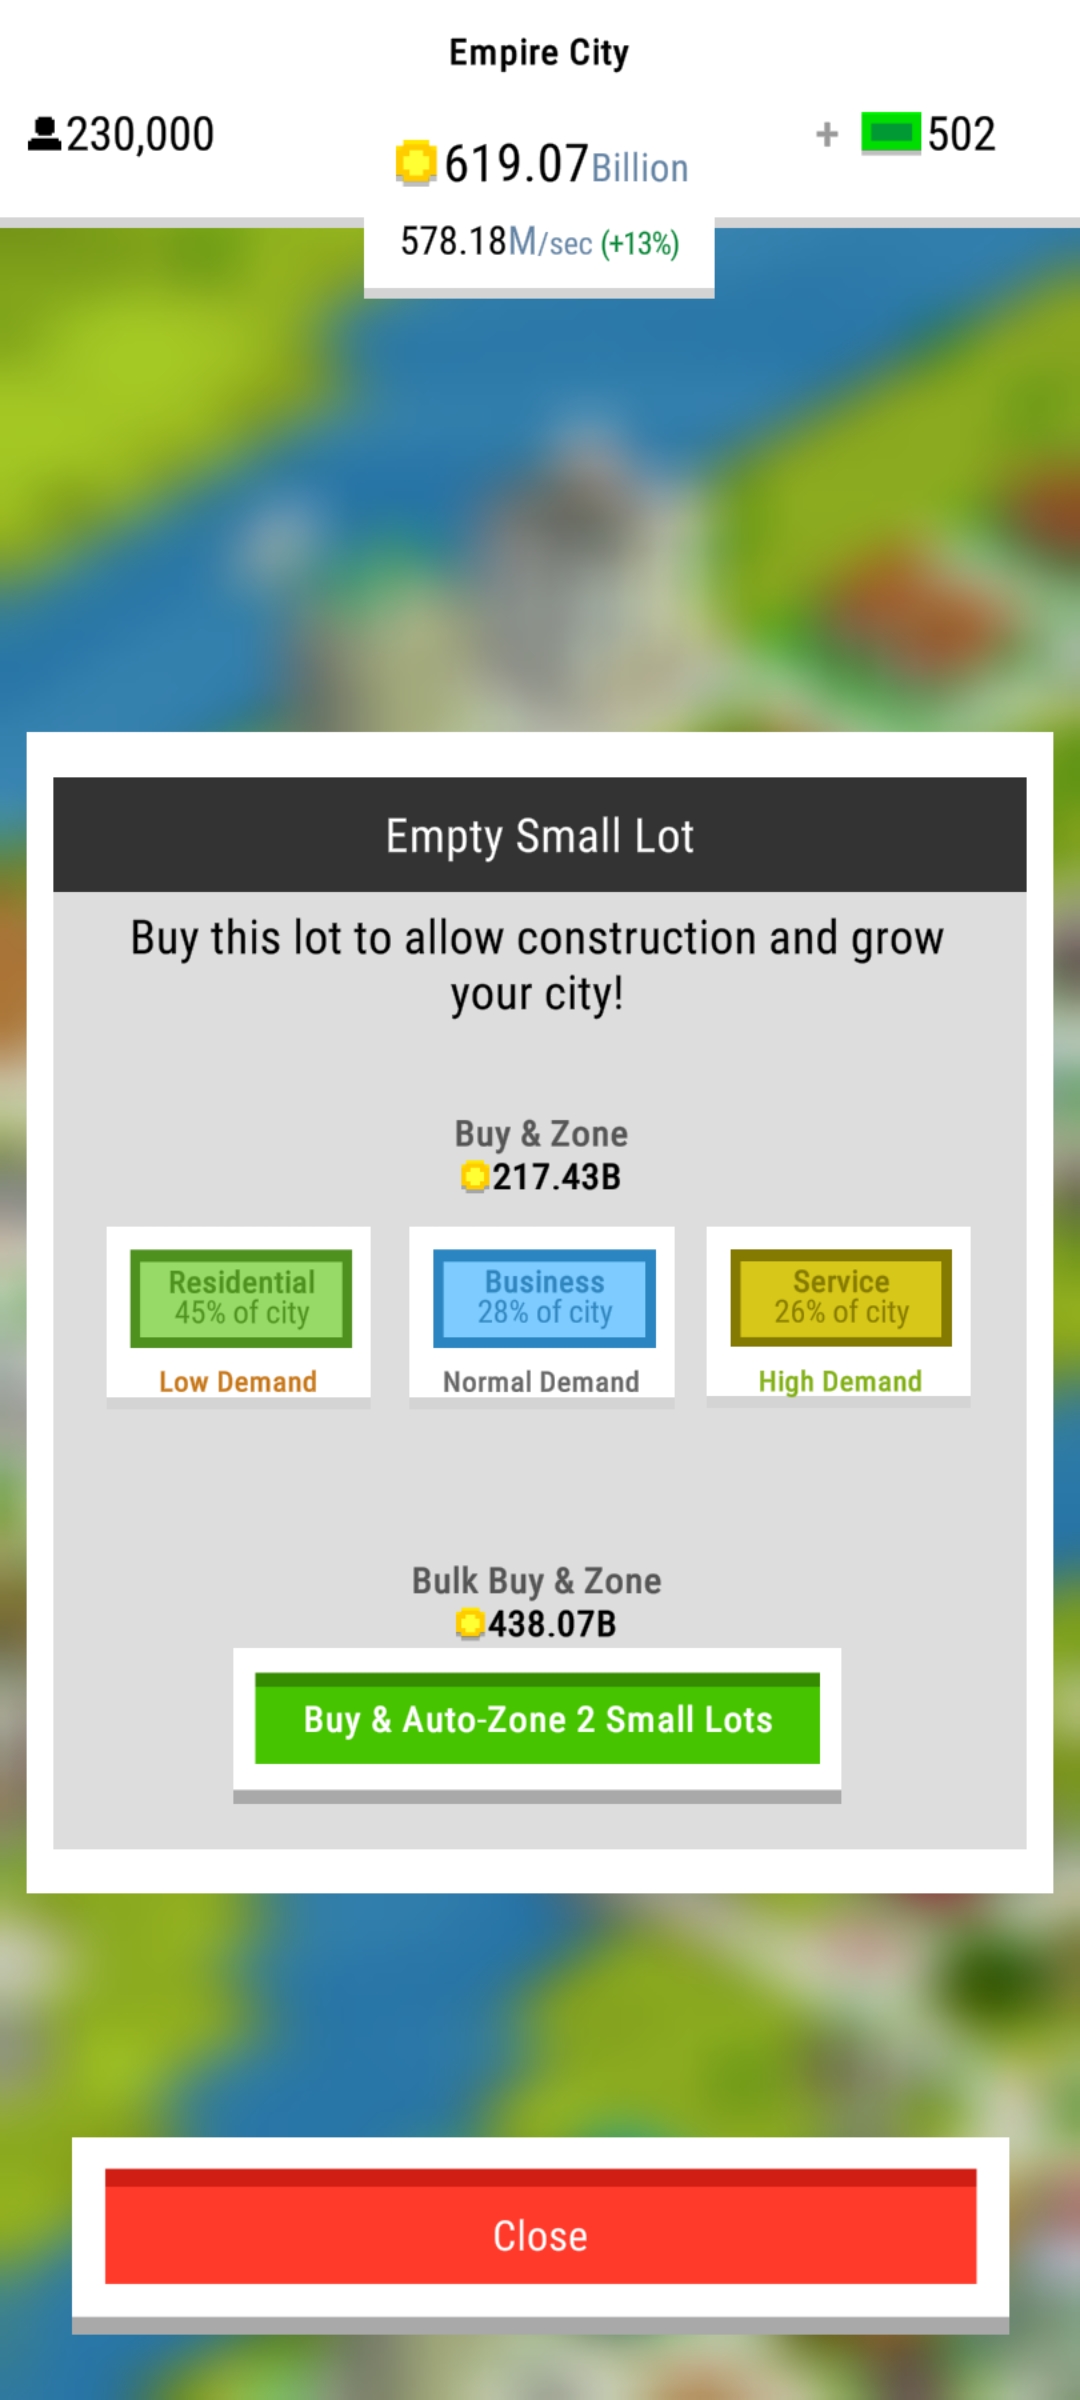 Empire City
230,000
619.07Billion
+ 502
578.18M/sec (+13%)
Empty Small Lot
Buy this lot to allow construction and grow
your city!
Buy & Zone
217.43B
Residential
45% of city
Low Demand
Business
28% of city
Normal Demand
Service
26% of city
High Demand
Bulk Buy & Zone
438.07B
Buy & Auto-Zone 2 Small Lots
Close